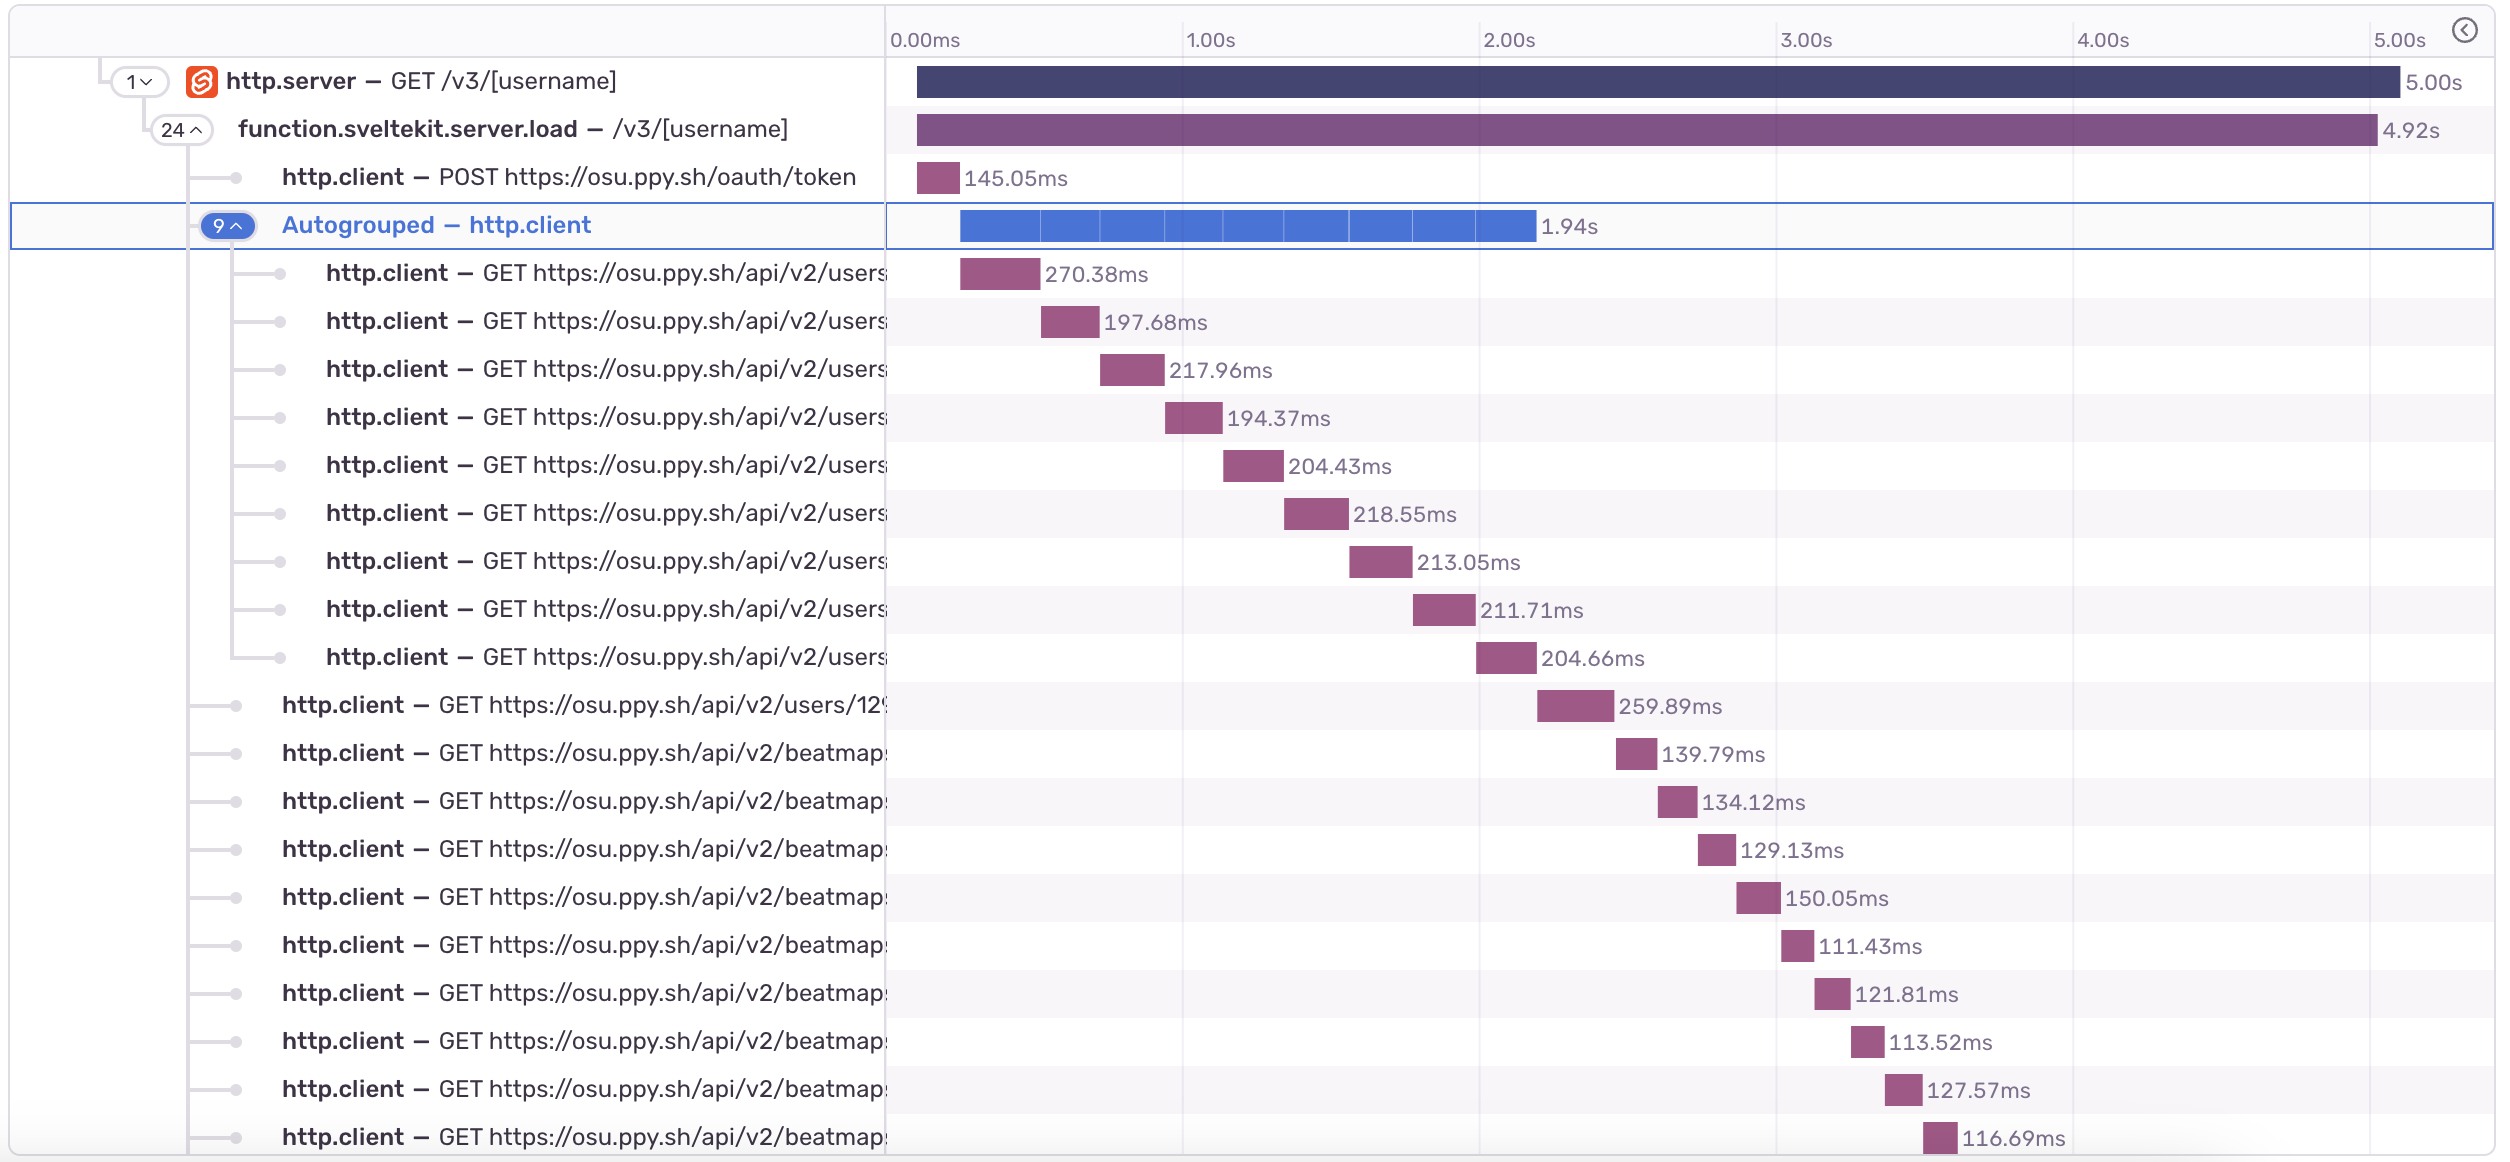 0.00ms 1.00s 2.00s 3.00s 4.00s 5.00s
1 http.server — GET /v3/[username] 5.00s
24 function.sveltekit.server.load — /v3/[username] 4.92s
http.client — POST https://osu.ppy.sh/oauth/token 145.05ms
9 Autogrouped — http.client 1.94s
http.client — GET https://osu.ppy.sh/api/v2/users 270.38ms
http.client — GET https://osu.ppy.sh/api/v2/users 197.68ms
http.client — GET https://osu.ppy.sh/api/v2/users 217.96ms
http.client — GET https://osu.ppy.sh/api/v2/users 194.37ms
http.client — GET https://osu.ppy.sh/api/v2/users 204.43ms
http.client — GET https://osu.ppy.sh/api/v2/users 218.55ms
http.client — GET https://osu.ppy.sh/api/v2/users 213.05ms
http.client — GET https://osu.ppy.sh/api/v2/users 211.71ms
http.client — GET https://osu.ppy.sh/api/v2/users 204.66ms
http.client — GET https://osu.ppy.sh/api/v2/users/129 259.89ms
http.client — GET https://osu.ppy.sh/api/v2/beatmaps 139.79ms
http.client — GET https://osu.ppy.sh/api/v2/beatmaps 134.12ms
http.client — GET https://osu.ppy.sh/api/v2/beatmaps 129.13ms
http.client — GET https://osu.ppy.sh/api/v2/beatmaps 150.05ms
http.client — GET https://osu.ppy.sh/api/v2/beatmaps 111.43ms
http.client — GET https://osu.ppy.sh/api/v2/beatmaps 121.81ms
http.client — GET https://osu.ppy.sh/api/v2/beatmaps 113.52ms
http.client — GET https://osu.ppy.sh/api/v2/beatmaps 127.57ms
http.client — GET https://osu.ppy.sh/api/v2/beatmaps 116.69ms